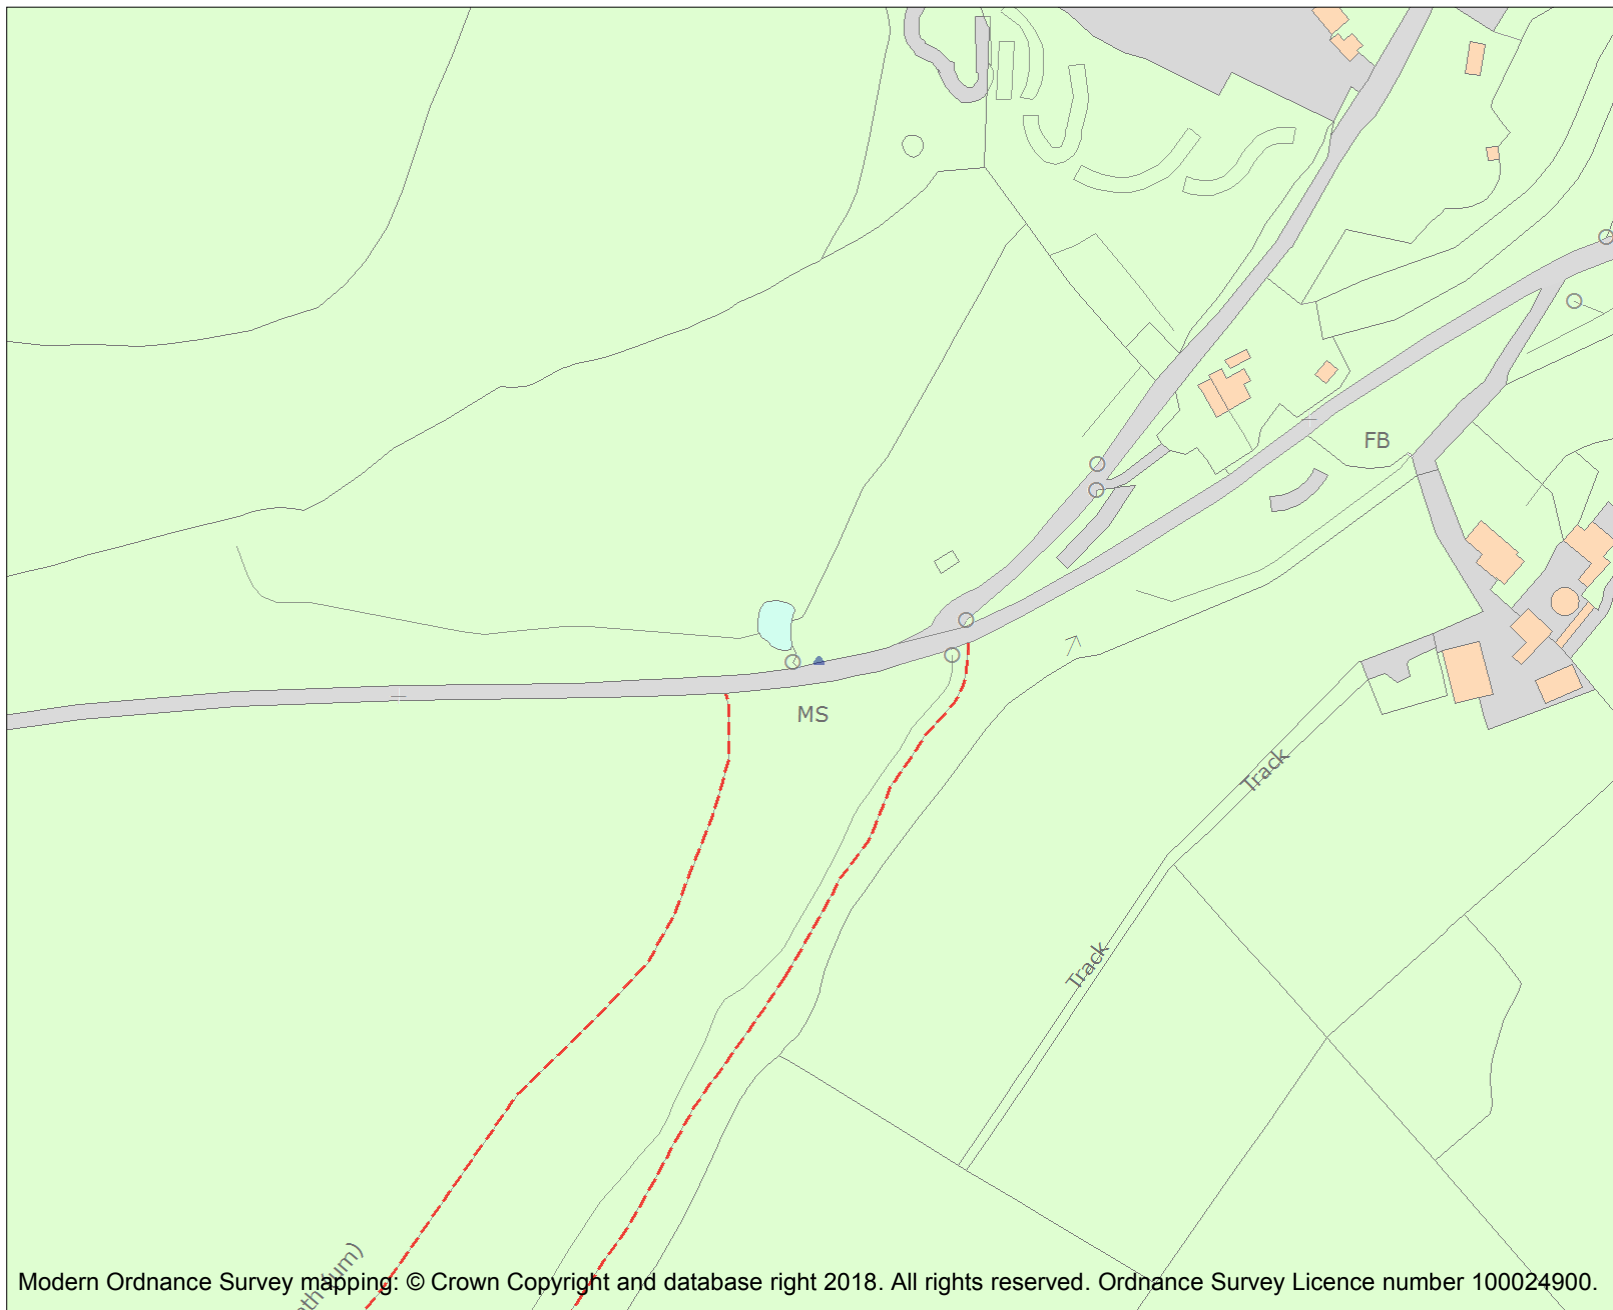 FB
MS
Track
Track
Modern Ordnance Survey mapping: © Crown Copyright and database right 2018. All rights reserved. Ordnance Survey Licence number 100024900.